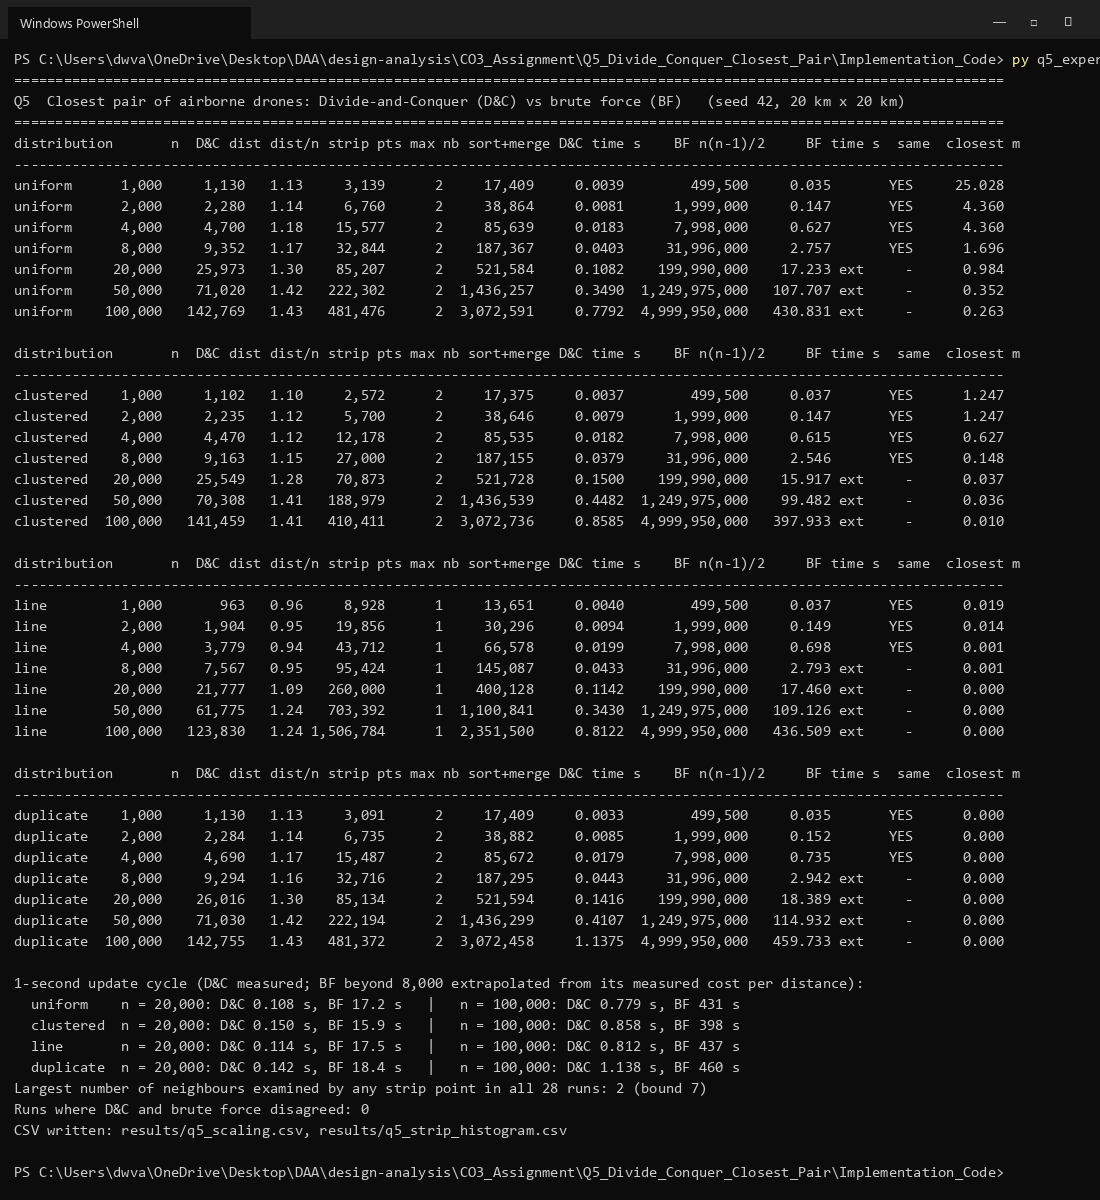 Windows PowerShell
PS C:\Users\dwva\OneDrive\Desktop\DAA\design-analysis\CO3_Assignment\Q5_Divide_Conquer_Closest_Pair\Implementation_Code> py q5_exper
========================================================================================================================
Q5  Closest pair of airborne drones: Divide-and-Conquer (D&C) vs brute force (BF)   (seed 42, 20 km x 20 km)
========================================================================================================================
distribution       n  D&C dist dist/n strip pts max nb sort+merge D&C time s    BF n(n-1)/2     BF time s  same  closest m
------------------------------------------------------------------------------------------------------------------------
uniform      1,000     1,130   1.13     3,139      2     17,409     0.0039        499,500     0.035       YES     25.028
uniform      2,000     2,280   1.14     6,760      2     38,864     0.0081      1,999,000     0.147       YES      4.360
uniform      4,000     4,700   1.18    15,577      2     85,639     0.0183      7,998,000     0.627       YES      4.360
uniform      8,000     9,352   1.17    32,844      2    187,367     0.0403     31,996,000     2.757       YES      1.696
uniform     20,000    25,973   1.30    85,207      2    521,584     0.1082    199,990,000    17.233 ext     -      0.984
uniform     50,000    71,020   1.42   222,302      2  1,436,257     0.3490  1,249,975,000   107.707 ext     -      0.352
uniform    100,000   142,769   1.43   481,476      2  3,072,591     0.7792  4,999,950,000   430.831 ext     -      0.263
distribution       n  D&C dist dist/n strip pts max nb sort+merge D&C time s    BF n(n-1)/2     BF time s  same  closest m
------------------------------------------------------------------------------------------------------------------------
clustered    1,000     1,102   1.10     2,572      2     17,375     0.0037        499,500     0.037       YES      1.247
clustered    2,000     2,235   1.12     5,700      2     38,646     0.0079      1,999,000     0.147       YES      1.247
clustered    4,000     4,470   1.12    12,178      2     85,535     0.0182      7,998,000     0.615       YES      0.627
clustered    8,000     9,163   1.15    27,000      2    187,155     0.0379     31,996,000     2.546       YES      0.148
clustered   20,000    25,549   1.28    70,873      2    521,728     0.1500    199,990,000    15.917 ext     -      0.037
clustered   50,000    70,308   1.41   188,979      2  1,436,539     0.4482  1,249,975,000    99.482 ext     -      0.036
clustered  100,000   141,459   1.41   410,411      2  3,072,736     0.8585  4,999,950,000   397.933 ext     -      0.010
distribution       n  D&C dist dist/n strip pts max nb sort+merge D&C time s    BF n(n-1)/2     BF time s  same  closest m
------------------------------------------------------------------------------------------------------------------------
line         1,000       963   0.96     8,928      1     13,651     0.0040        499,500     0.037       YES      0.019
line         2,000     1,904   0.95    19,856      1     30,296     0.0094      1,999,000     0.149       YES      0.014
line         4,000     3,779   0.94    43,712      1     66,578     0.0199      7,998,000     0.698       YES      0.001
line         8,000     7,567   0.95    95,424      1    145,087     0.0433     31,996,000     2.793 ext     -      0.001
line        20,000    21,777   1.09   260,000      1    400,128     0.1142    199,990,000    17.460 ext     -      0.000
line        50,000    61,775   1.24   703,392      1  1,100,841     0.3430  1,249,975,000   109.126 ext     -      0.000
line       100,000   123,830   1.24 1,506,784      1  2,351,500     0.8122  4,999,950,000   436.509 ext     -      0.000
distribution       n  D&C dist dist/n strip pts max nb sort+merge D&C time s    BF n(n-1)/2     BF time s  same  closest m
------------------------------------------------------------------------------------------------------------------------
duplicate    1,000     1,130   1.13     3,091      2     17,409     0.0033        499,500     0.035       YES      0.000
duplicate    2,000     2,284   1.14     6,735      2     38,882     0.0085      1,999,000     0.152       YES      0.000
duplicate    4,000     4,690   1.17    15,487      2     85,672     0.0179      7,998,000     0.735       YES      0.000
duplicate    8,000     9,294   1.16    32,716      2    187,295     0.0443     31,996,000     2.942 ext     -      0.000
duplicate   20,000    26,016   1.30    85,134      2    521,594     0.1416    199,990,000    18.389 ext     -      0.000
duplicate   50,000    71,030   1.42   222,194      2  1,436,299     0.4107  1,249,975,000   114.932 ext     -      0.000
duplicate  100,000   142,755   1.43   481,372      2  3,072,458     1.1375  4,999,950,000   459.733 ext     -      0.000
1-second update cycle (D&C measured; BF beyond 8,000 extrapolated from its measured cost per distance):
  uniform    n = 20,000: D&C 0.108 s, BF 17.2 s   |   n = 100,000: D&C 0.779 s, BF 431 s
  clustered  n = 20,000: D&C 0.150 s, BF 15.9 s   |   n = 100,000: D&C 0.858 s, BF 398 s
  line       n = 20,000: D&C 0.114 s, BF 17.5 s   |   n = 100,000: D&C 0.812 s, BF 437 s
  duplicate  n = 20,000: D&C 0.142 s, BF 18.4 s   |   n = 100,000: D&C 1.138 s, BF 460 s
Largest number of neighbours examined by any strip point in all 28 runs: 2 (bound 7)
Runs where D&C and brute force disagreed: 0
CSV written: results/q5_scaling.csv, results/q5_strip_histogram.csv
PS C:\Users\dwva\OneDrive\Desktop\DAA\design-analysis\CO3_Assignment\Q5_Divide_Conquer_Closest_Pair\Implementation_Code>